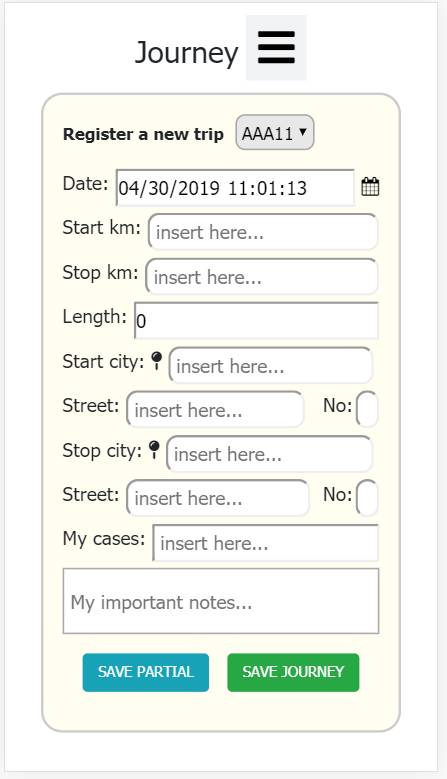 Journey
Register a new trip AAA11
Date: 04/30/2019 11:01:13
Start km: insert here...
Stop km: insert here...
Length: 0
Start city: insert here...
Street: insert here... No:
Stop city: insert here...
Street: insert here... No:
My cases: insert here...
My important notes...
SAVE PARTIAL SAVE JOURNEY